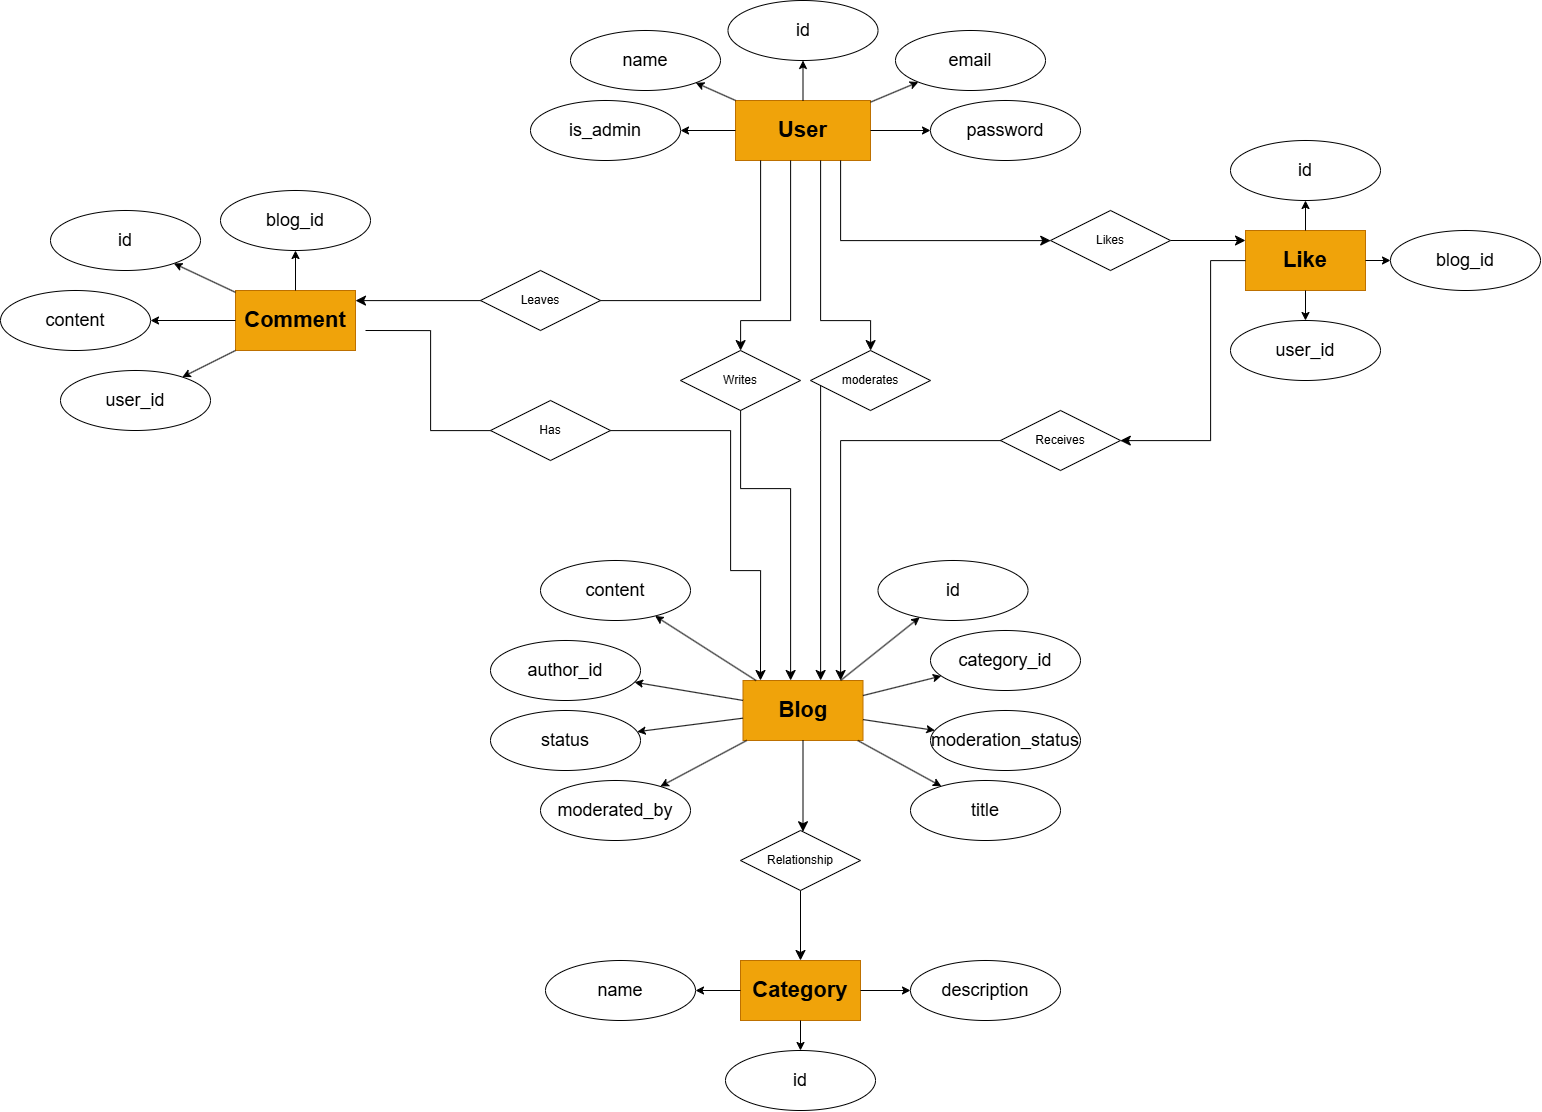 id
name
email
is_admin
User
password
id
blog_id
id
Likes
Like
blog_id
content
Comment
Leaves
user_id
user_id
Writes
moderates
Has
Receives
content
id
author_id
category_id
Blog
status
moderation_status
moderated_by
title
Relationship
name
Category
description
id